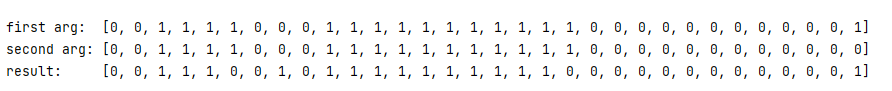 first arg: [0, 0, 1, 1, 1, 1, 0, 0, 0, 1, 1, 1, 1, 1, 1, 1, 1, 1, 1, 1, 0, 0, 0, 0, 0, 0, 0, 0, 0, 0, 0, 1]
second arg: [0, 0, 1, 1, 1, 1, 0, 0, 0, 1, 1, 1, 1, 1, 1, 1, 1, 1, 1, 1, 0, 0, 0, 0, 0, 0, 0, 0, 0, 0, 0, 0]
result: [0, 0, 1, 1, 1, 0, 0, 1, 0, 1, 1, 1, 1, 1, 1, 1, 1, 1, 1, 0, 0, 0, 0, 0, 0, 0, 0, 0, 0, 0, 0, 1]